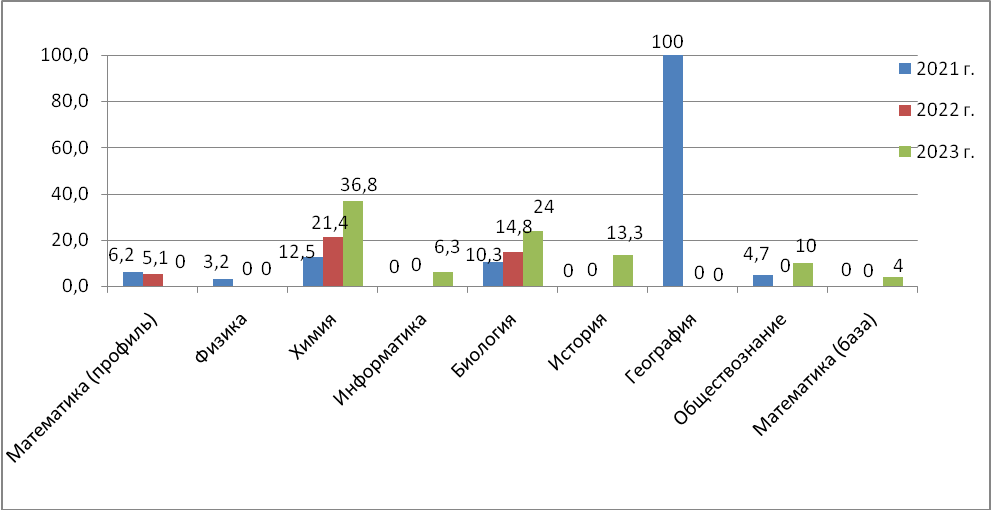 100
100,0
80,0
60,0
40,0
20,0
0,0
6,2
5,1
0
3,2
0
0
12,5
21,4
36,8
0
0
6,3
10,3
14,8
24
0
0
13,3
0
0
4,7
0
10
0
0
4
Математика (профиль)
Физика
Химия
Информатика
Биология
История
География
Обществознание
Математика (база)
2021 г.
2022 г.
2023 г.